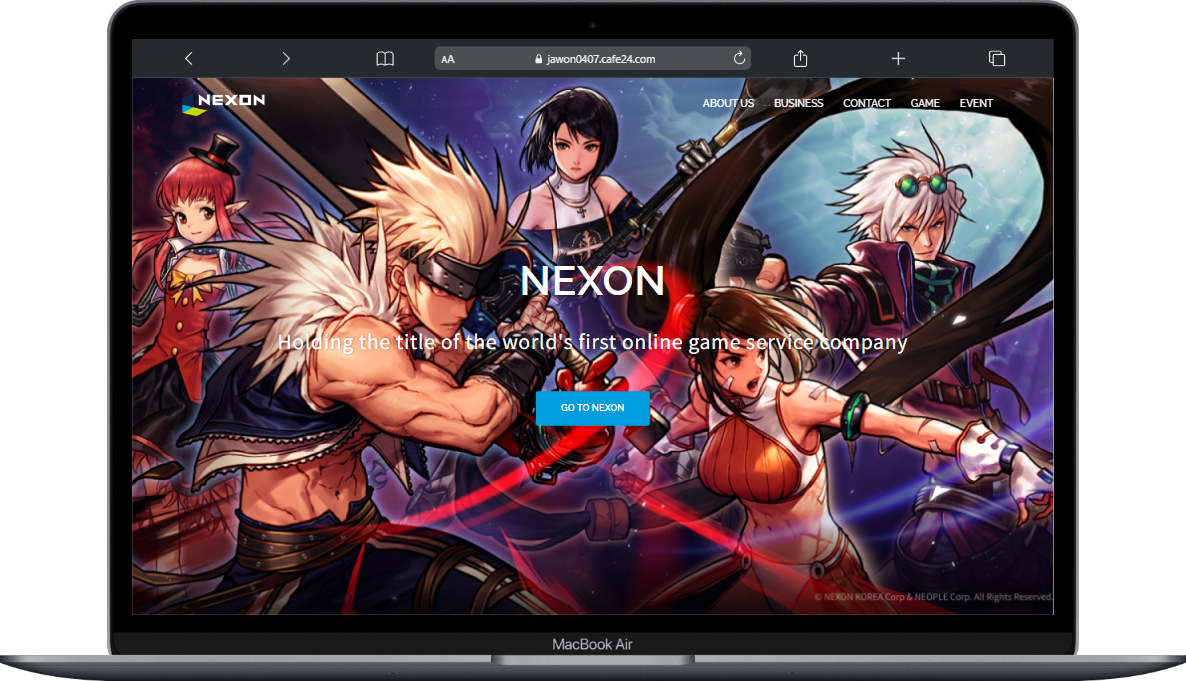 AA
jawon0407.cafe24.com
NEXON
ABOUT US
BUSINESS
CONTACT
GAME
EVENT
NEXON
Holding the title of the world's first online game service company
GO TO NEXON
© NEXON KOREA Corp & NEOPLE Corp. All Rights Reserved.
MacBook Air